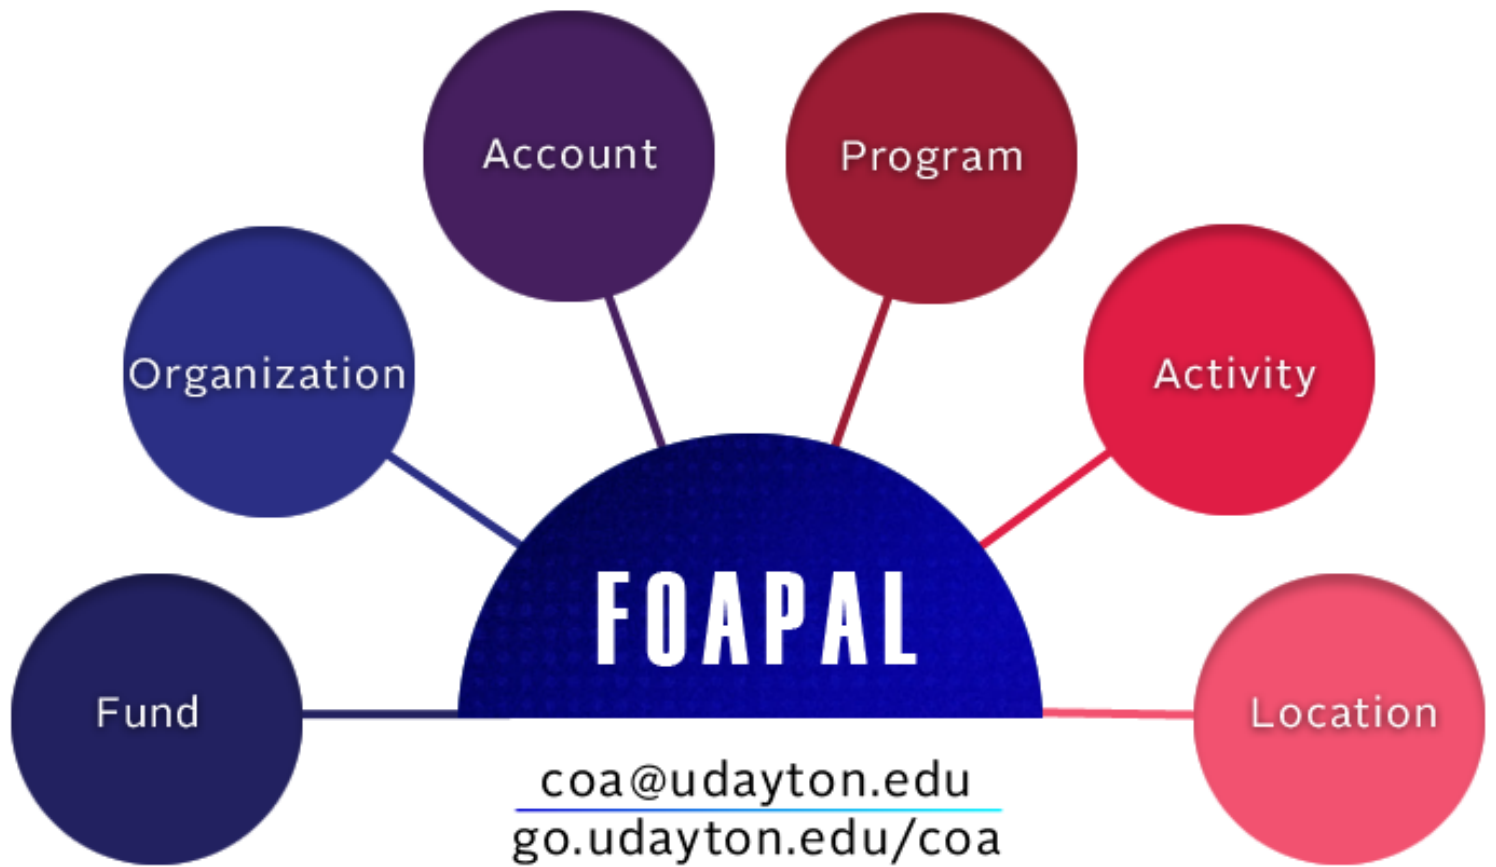 Account
Program
Organization
Activity
FOAPAL
Fund
Location
coa@udayton.edu
go.udayton.edu/coa